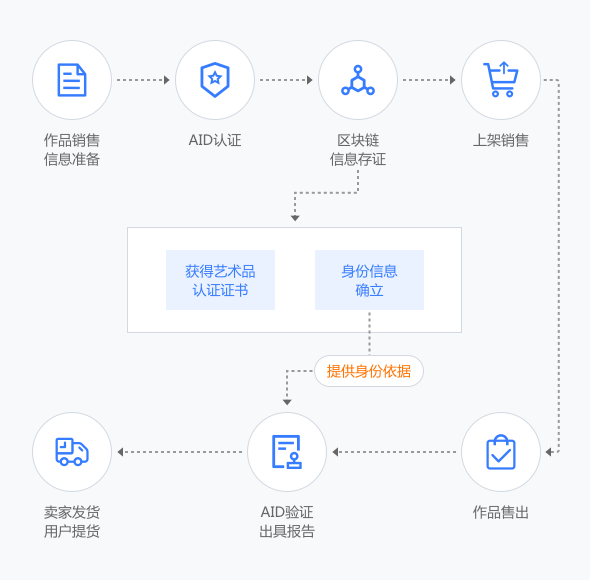 作品销售
信息准备
AID认证
区块链
信息存证
上架销售
获得艺术品
认证证书
身份信息
确立
提供身份依据
卖家发货
用户提货
AID验证
出具报告
作品售出